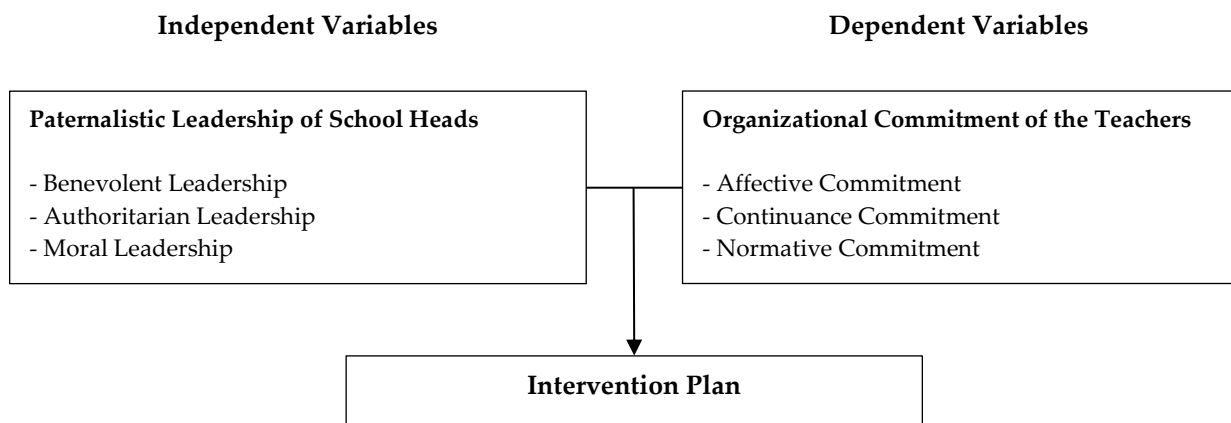 Independent Variables
Dependent Variables
Paternalistic Leadership of School Heads
- Benevolent Leadership
- Authoritarian Leadership
- Moral Leadership
Organizational Commitment of the Teachers
- Affective Commitment
- Continuance Commitment
- Normative Commitment
Intervention Plan